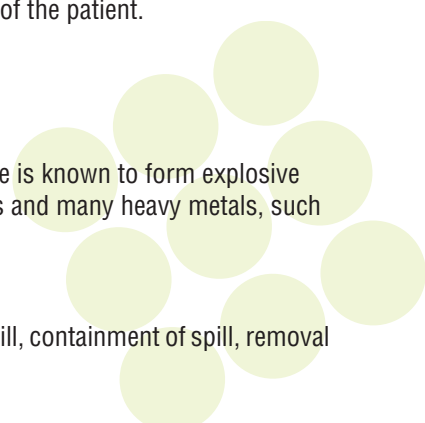 of the patient.
e is known to form explosive
s and many heavy metals, such
ill, containment of spill, removal